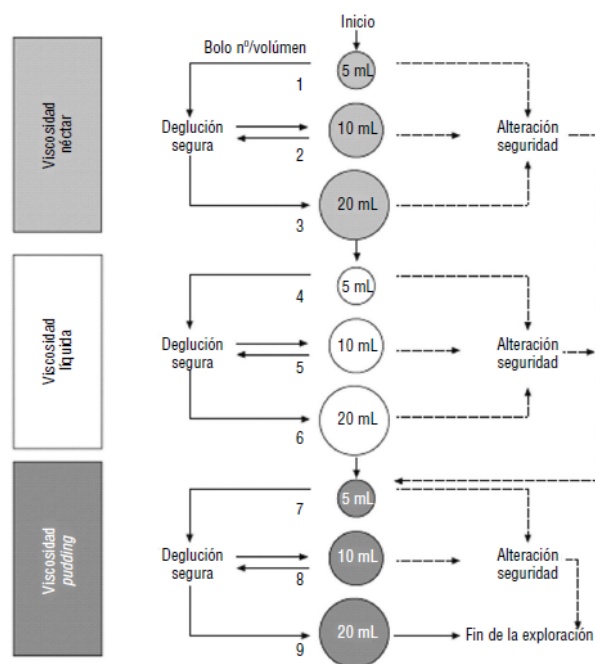 Inicio
Bolo nº/volúmen
1
5 mL
Viscosidad
néctar
Deglución
segura
10 mL
2
Alteración
seguridad
20 mL
3
4
5 mL
Viscosidad
líquida
Deglución
segura
10 mL
5
Alteración
seguridad
20 mL
6
7
5 mL
Viscosidad
pudding
Deglución
segura
10 mL
8
Alteración
seguridad
20 mL
9
Fin de la exploración